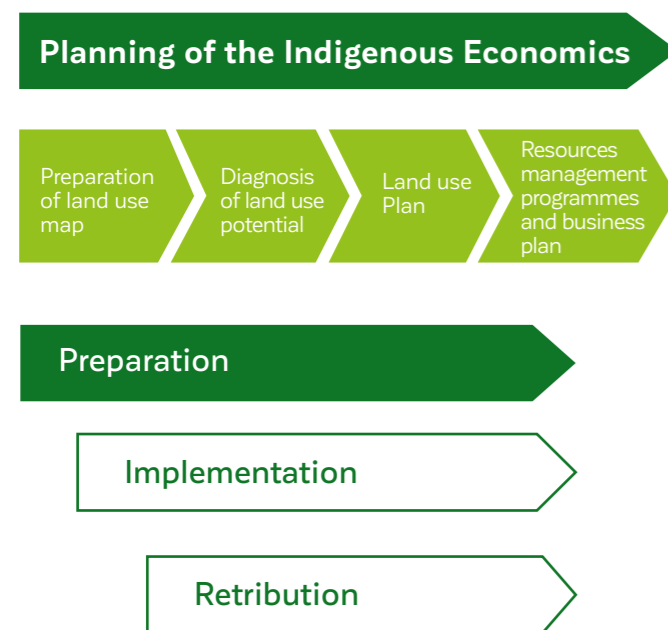 Planning of the Indigenous Economics
Preparation
of land use
map
Diagnosis
of land use
potential
Land use
Plan
Resources
management
programmes
and business
plan
Preparation
Implementation
Retribution